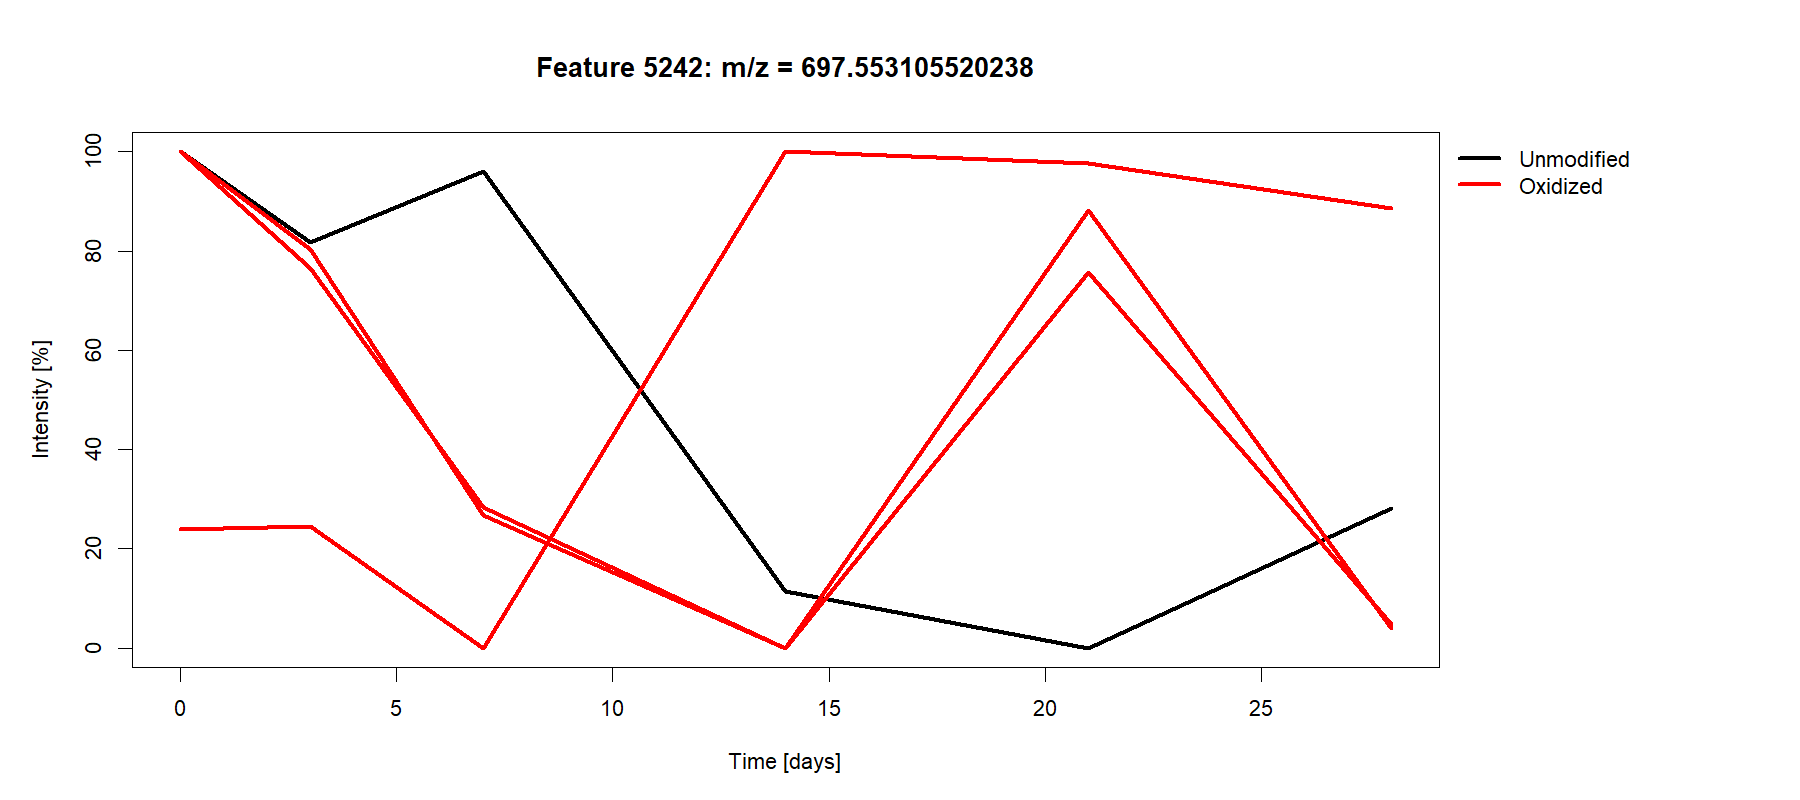 Feature 5242: m/z = 697.553105520238
Unmodified
Oxidized
Intensity [%]
100
80
60
40
20
0
0 5 10 15 20 25
Time [days]